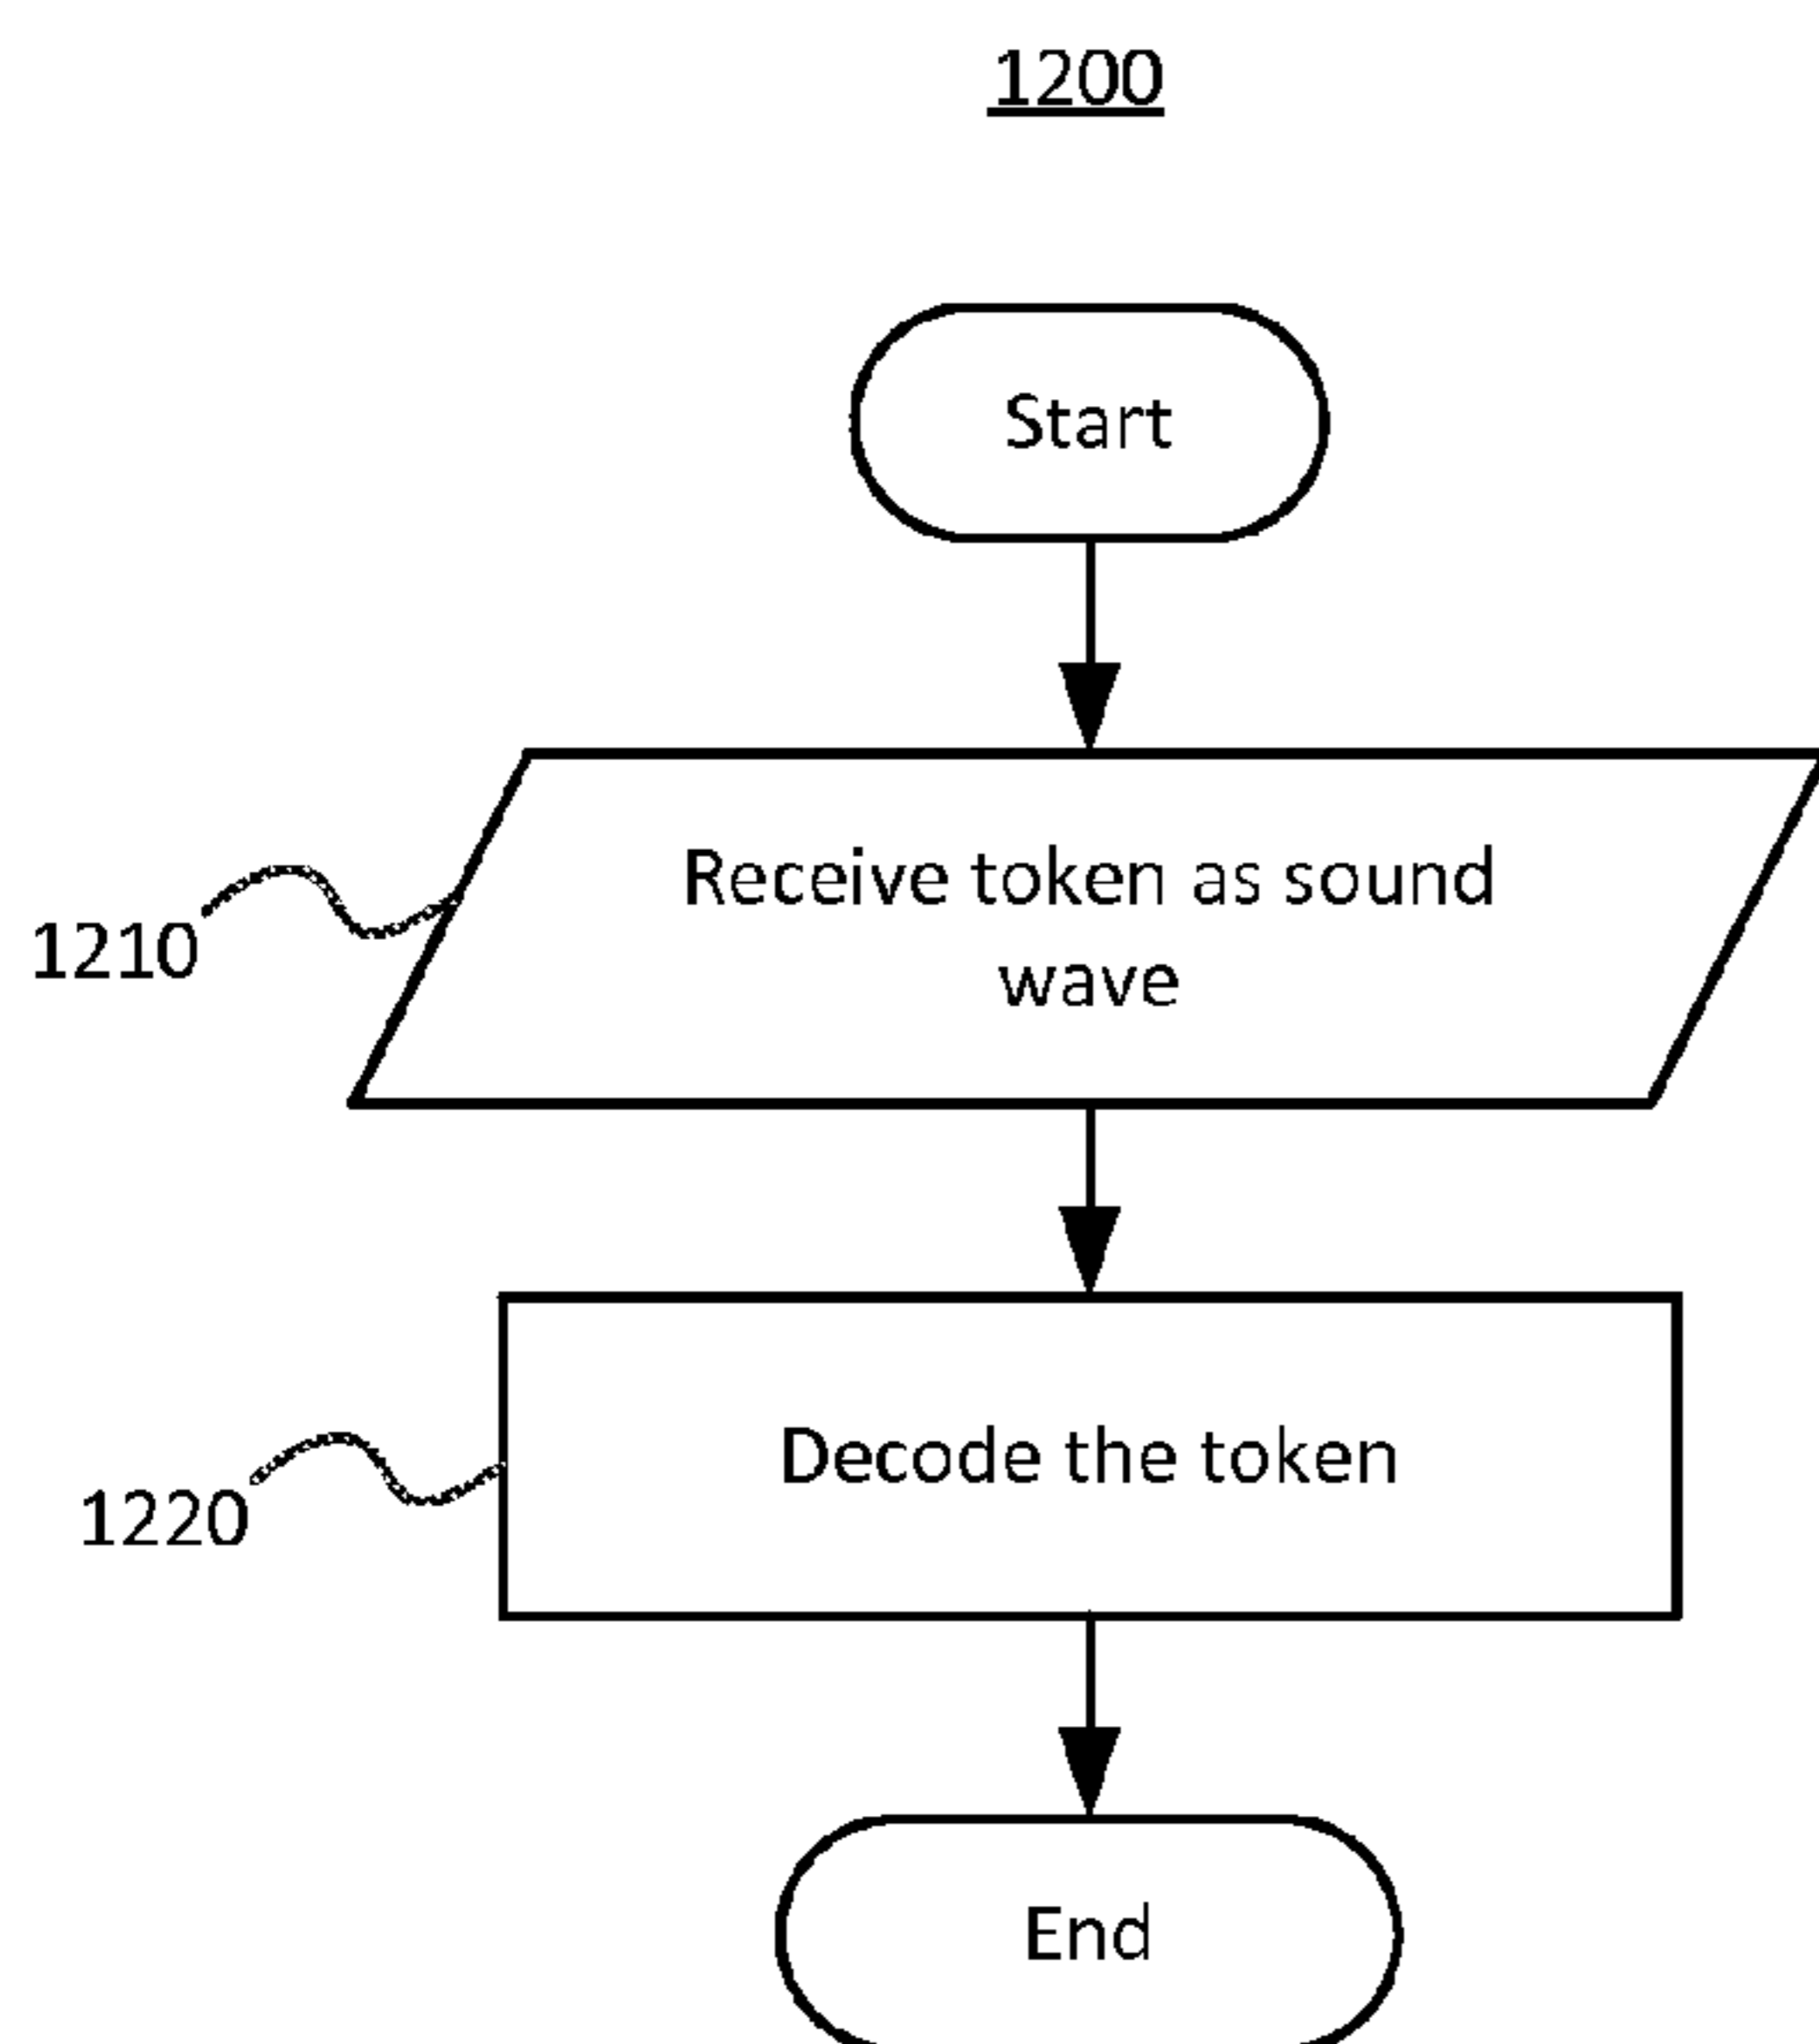 1200
Start
Receive token as sound
wave
1210
Decode the token
1220
End